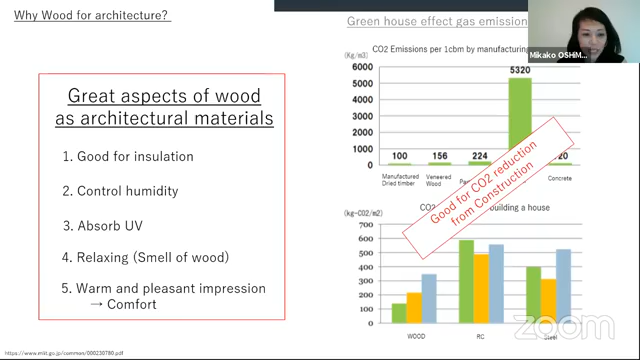 Why Wood for architecture?
Great aspects of wood
as architectural materials
1. Good for insulation
2. Control humidity
3. Absorb UV
4. Relaxing (Smell of wood)
5. Warm and pleasant impression
→ Comfort
https://www.mlit.go.jp/common/000230780.pdf
Green house effect gas emission
CO2 Emissions per 1cbm by manufacturing
(Kg/m3)
6000
5000
4000
3000
2000
1000
0
100
156
224
5320
Manufactured
Dried timber
Veneered
Wood
Concrete
Good for CO2 reduction
from Construction
building a house
(kg-CO2/m2)
700
600
500
400
300
200
100
0
WOOD
RC
Steel
Mikako OSHIM...
zoom